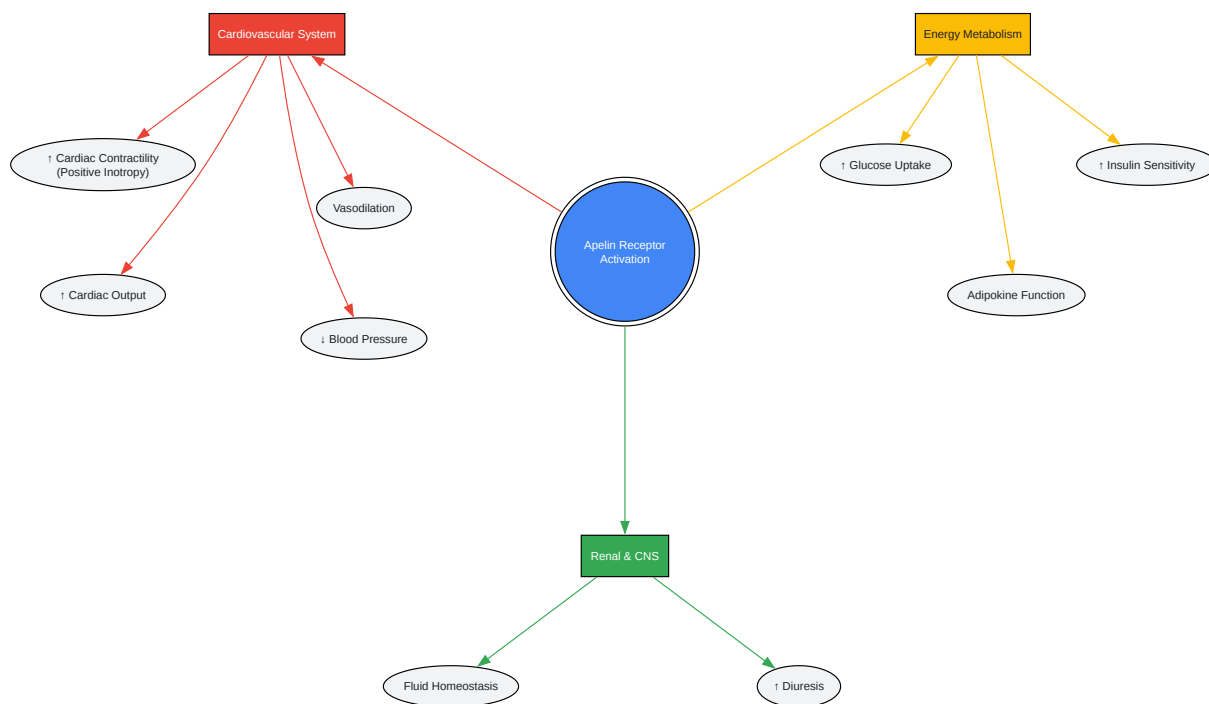 Cardiovascular System
Energy Metabolism
↑ Cardiac Contractility
(Positive Inotropy)
↑ Glucose Uptake
↑ Insulin Sensitivity
Vasodilation
Apelin Receptor
Activation
↑ Cardiac Output
Adipokine Function
↓ Blood Pressure
Renal & CNS
Fluid Homeostasis
↑ Diuresis